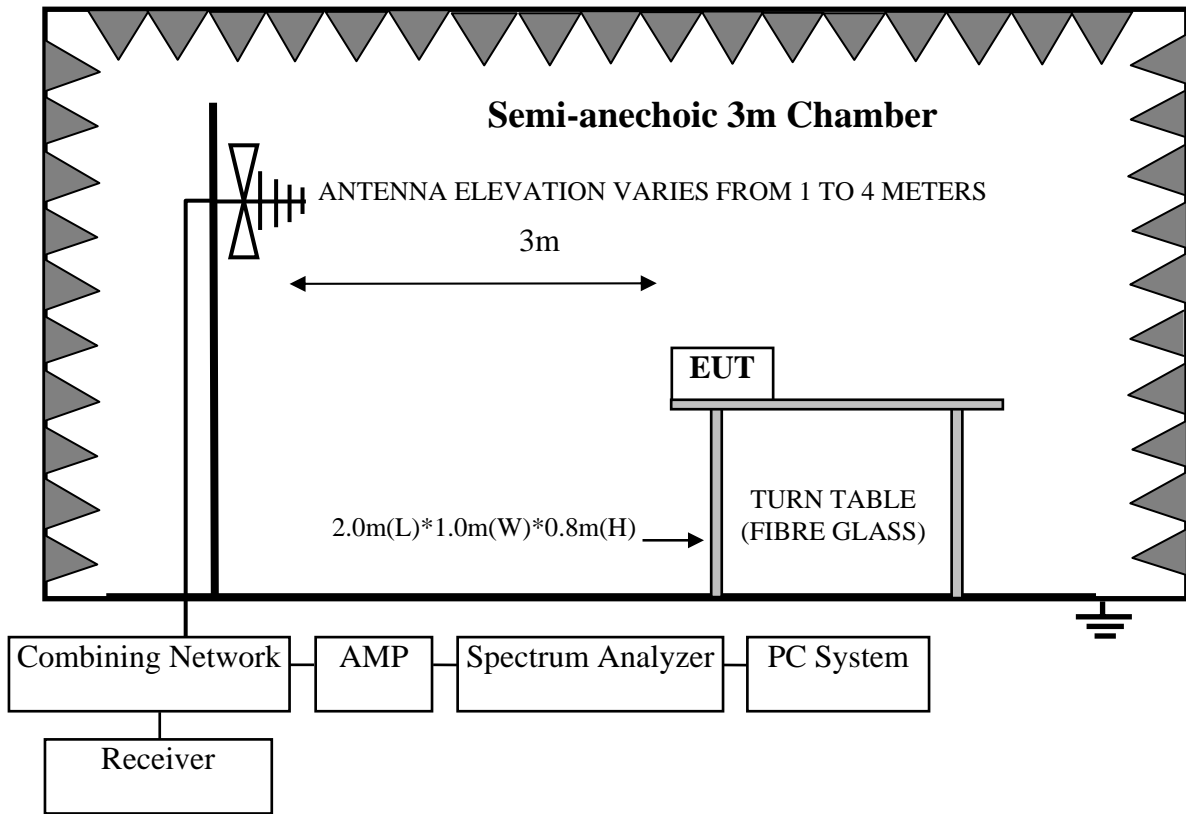 Semi-anechoic 3m Chamber
ANTENNA ELEVATION VARIES FROM 1 TO 4 METERS
3m
EUT
TURN TABLE
(FIBRE GLASS)
2.0m(L)*1.0m(W)*0.8m(H)
Combining Network
AMP
Spectrum Analyzer
PC System
Receiver